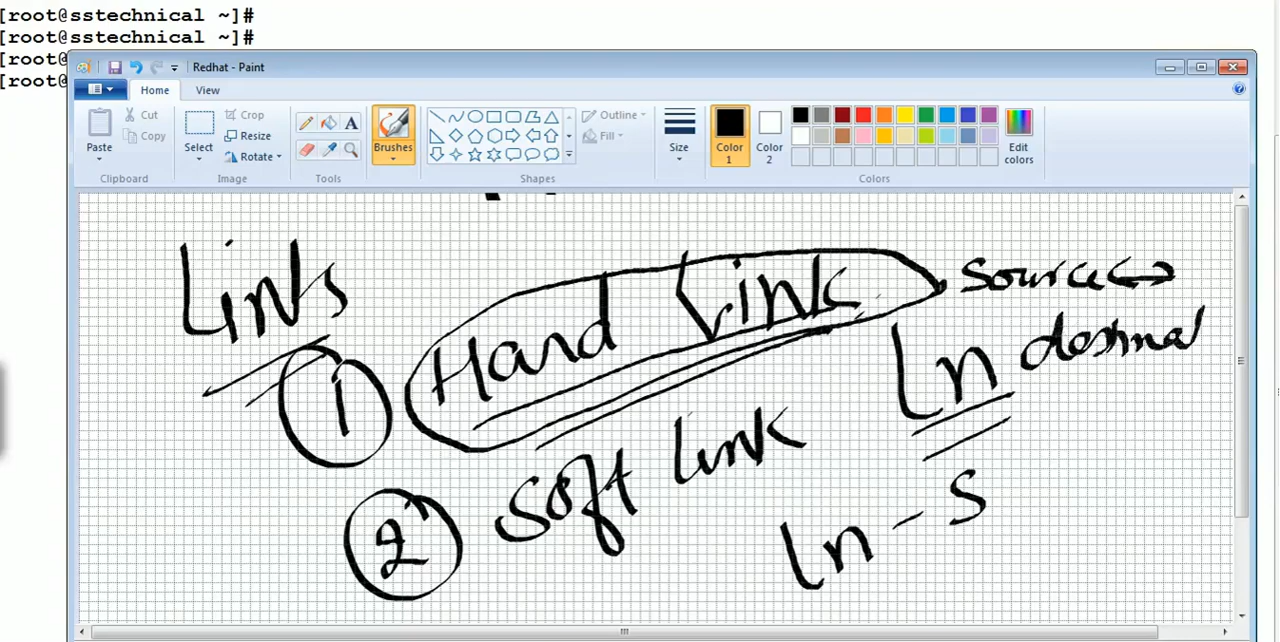 [root@sstechnical ~]#
[root@sstechnical ~]#
[root@
[root@
Redhat - Paint
Home View
Paste
Cut
Copy
Clipboard
Select
Crop
Resize
Rotate
Image
A
Tools
Brushes
Outline
Fill
Shapes
Size
Color 1
Color 2
Edit colors
Colors
Links
1 Hard Link source
ln destinat
2 Soft link
ln - s